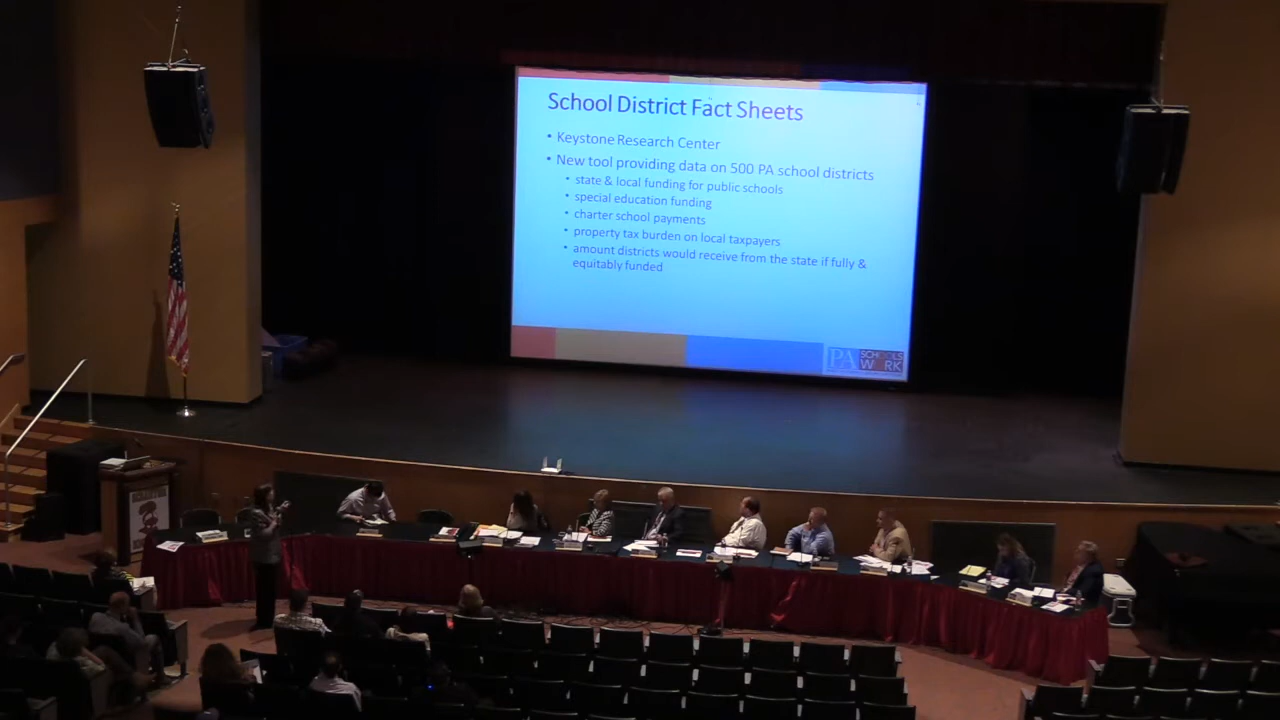 School District Fact Sheets
• Keystone Research Center
• New tool providing data on 500 PA school districts
• state & local funding for public schools
• special education funding
• charter school payments
• property tax burden on local taxpayers
• amount districts would receive from the state if fully &
equitably funded
PA SCHOOLS
WORK